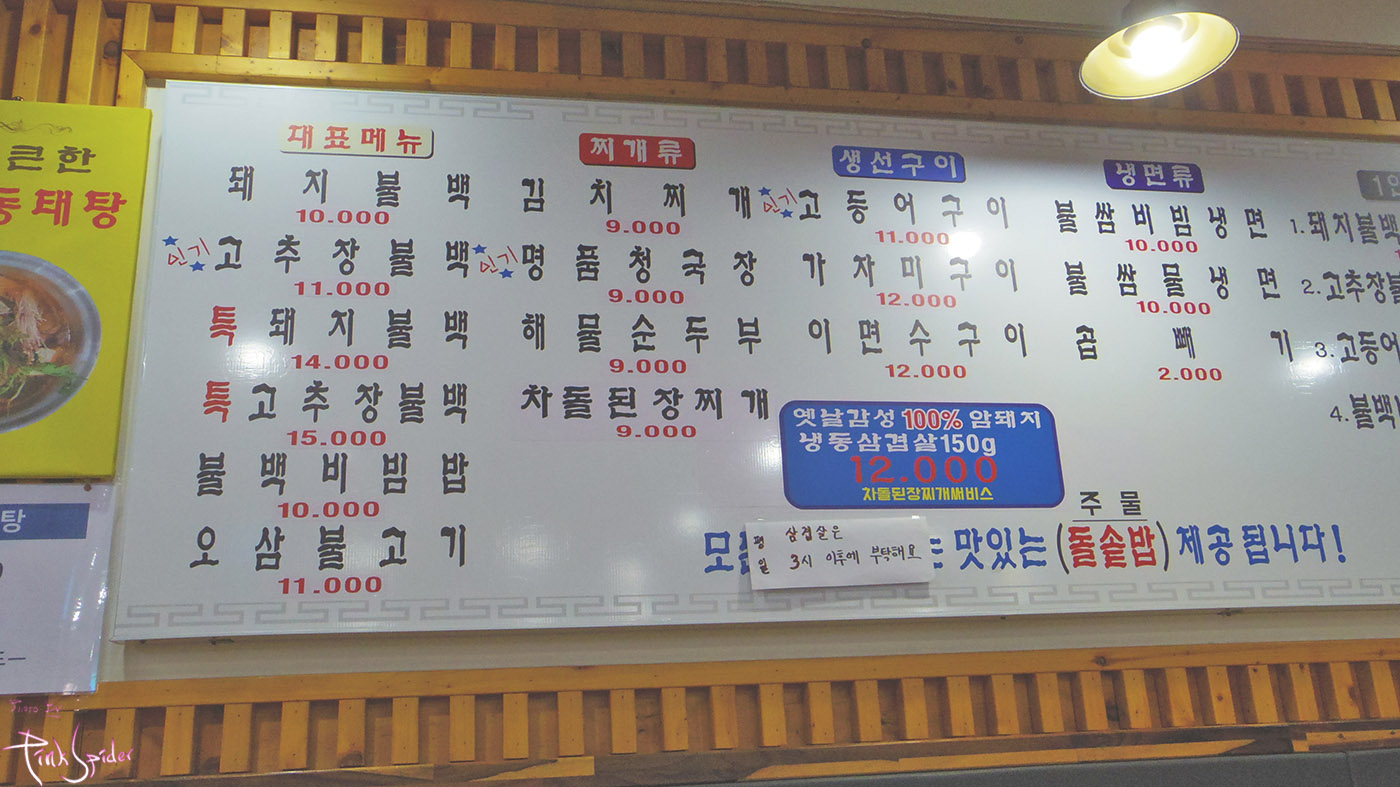 큰한
동태탕
탕
대표메뉴
돼지불백
10.000
인기 고추장불백
11.000
특돼지불백
14.000
특고추장불백
15.000
불백비빔밥
10.000
오삼불고기
11.000
찌개류
김치찌개
9.000
인기 명품청국장
9.000
해물순두부
9.000
차돌된장찌개
9.000
생선구이
인기 고등어구이
11.000
가자미구이
12.000
이면수구이
12.000
옛날감성 100% 암돼지
냉동삼겹살150g
12.000
차돌된장찌개써비스
냉면류
불쌈비빔냉면
10.000
불쌈물냉면
10.000
곱빼기
2.000
1.돼지불백
2.고추장불
3.고등어
4.불백
평일 삼겹살은
3시 이후에 부탁해요
주물
맛있는 (돌솥밥) 제공됩니다!
Photo By
Pink Spider